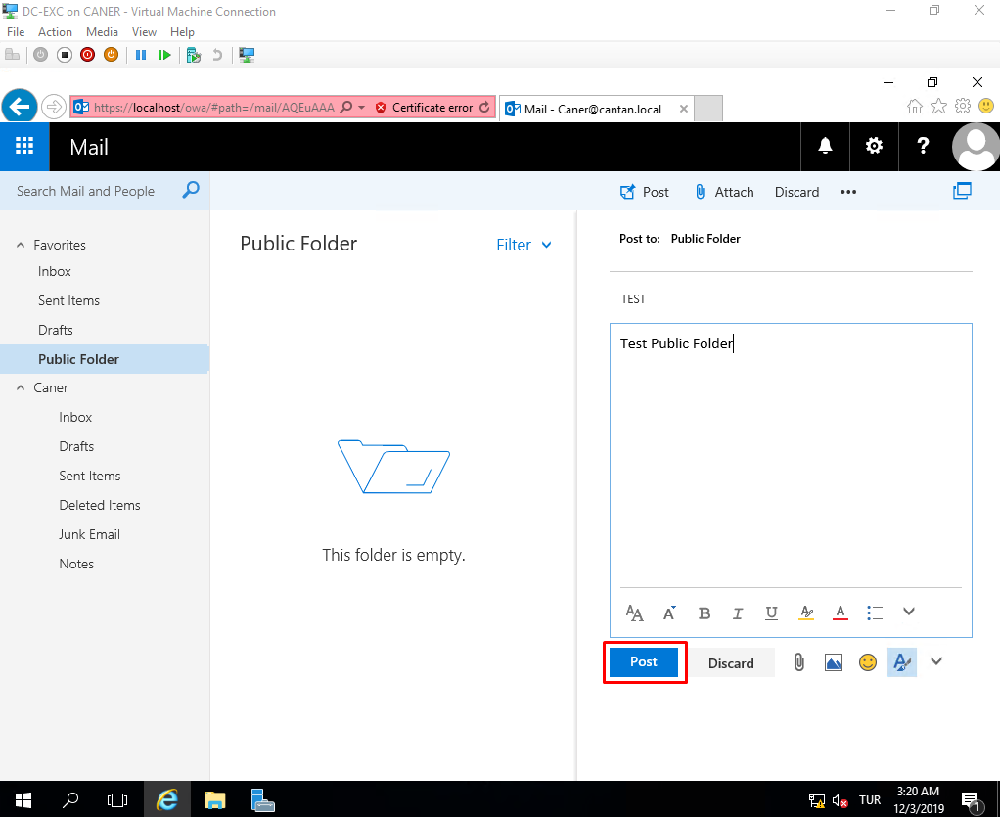 DC-EXC on CANER - Virtual Machine Connection
File Action Media View Help
https://localhost/owa/#path=/mail/AQEuAAA
Certificate error
Mail - Caner@cantan.local
Mail
?
Search Mail and People
Post Attach Discard •••
Favorites
Inbox
Sent Items
Drafts
Public Folder
Caner
Inbox
Drafts
Sent Items
Deleted Items
Junk Email
Notes
Public Folder
Filter
This folder is empty.
Post to: Public Folder
TEST
Test Public Folder
AA A B I U A A
Post Discard A
TUR
3:20 AM
12/3/2019
1